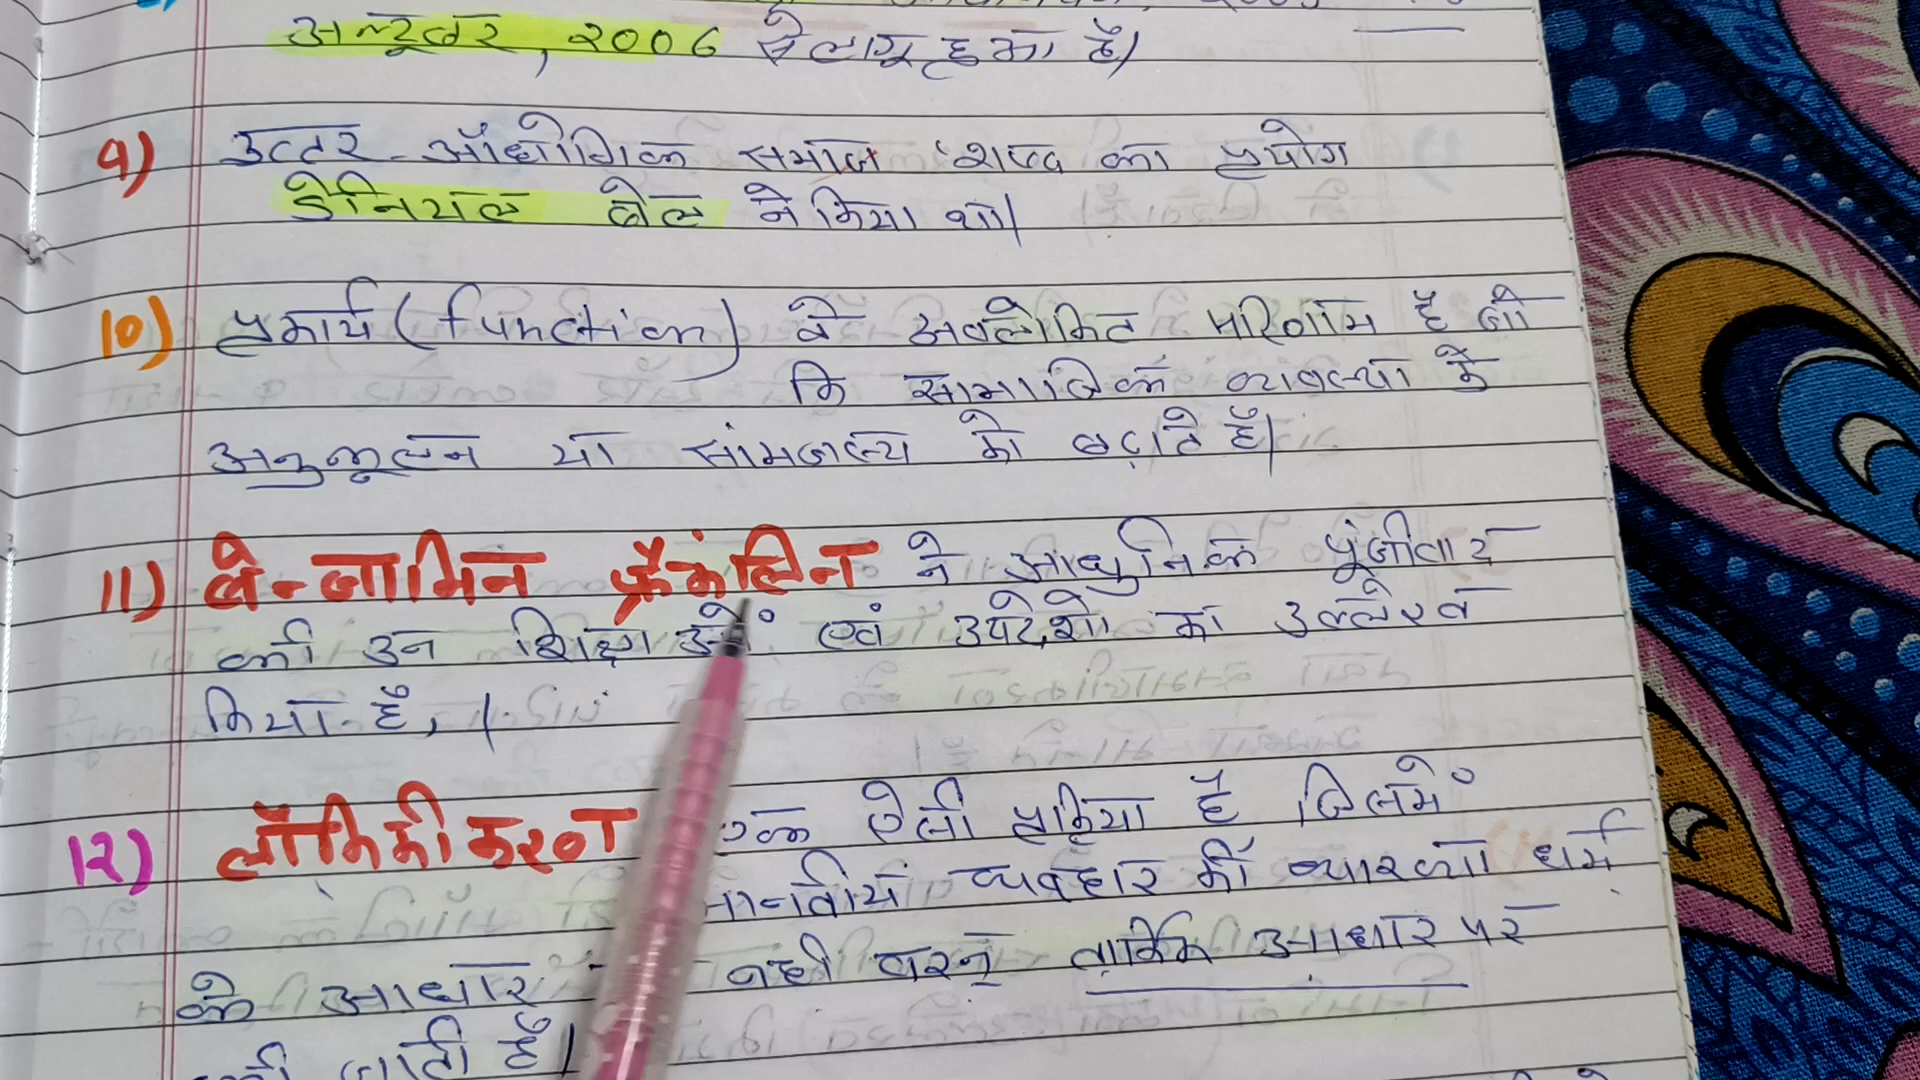 अक्टूबर, २००6 से लागू हुआ है।
9) उत्तर-औद्योगिक समाज 'शब्द का प्रयोग
डेनियल बेल ने किया था।
10) प्रकार्य (function) वे अवलोकित परिणाम है जो
कि सामाजिक व्यवस्था के
अनुकूलन या सामंजस्य को बढ़ाते है।
11) बेन्जामिन फ्रैंकलिन ने आधुनिक पूंजीवाद
की उन शिक्षाओं एवं उपदेशो का उल्लेख
किया है, ।
12) लौकिकीकरण एक ऐसी प्रक्रिया है जिसमें
मानवीय व्यवहार की व्याख्या धर्म
के आधार नहीं वरन् तार्किक आधार पर
की जाती है।